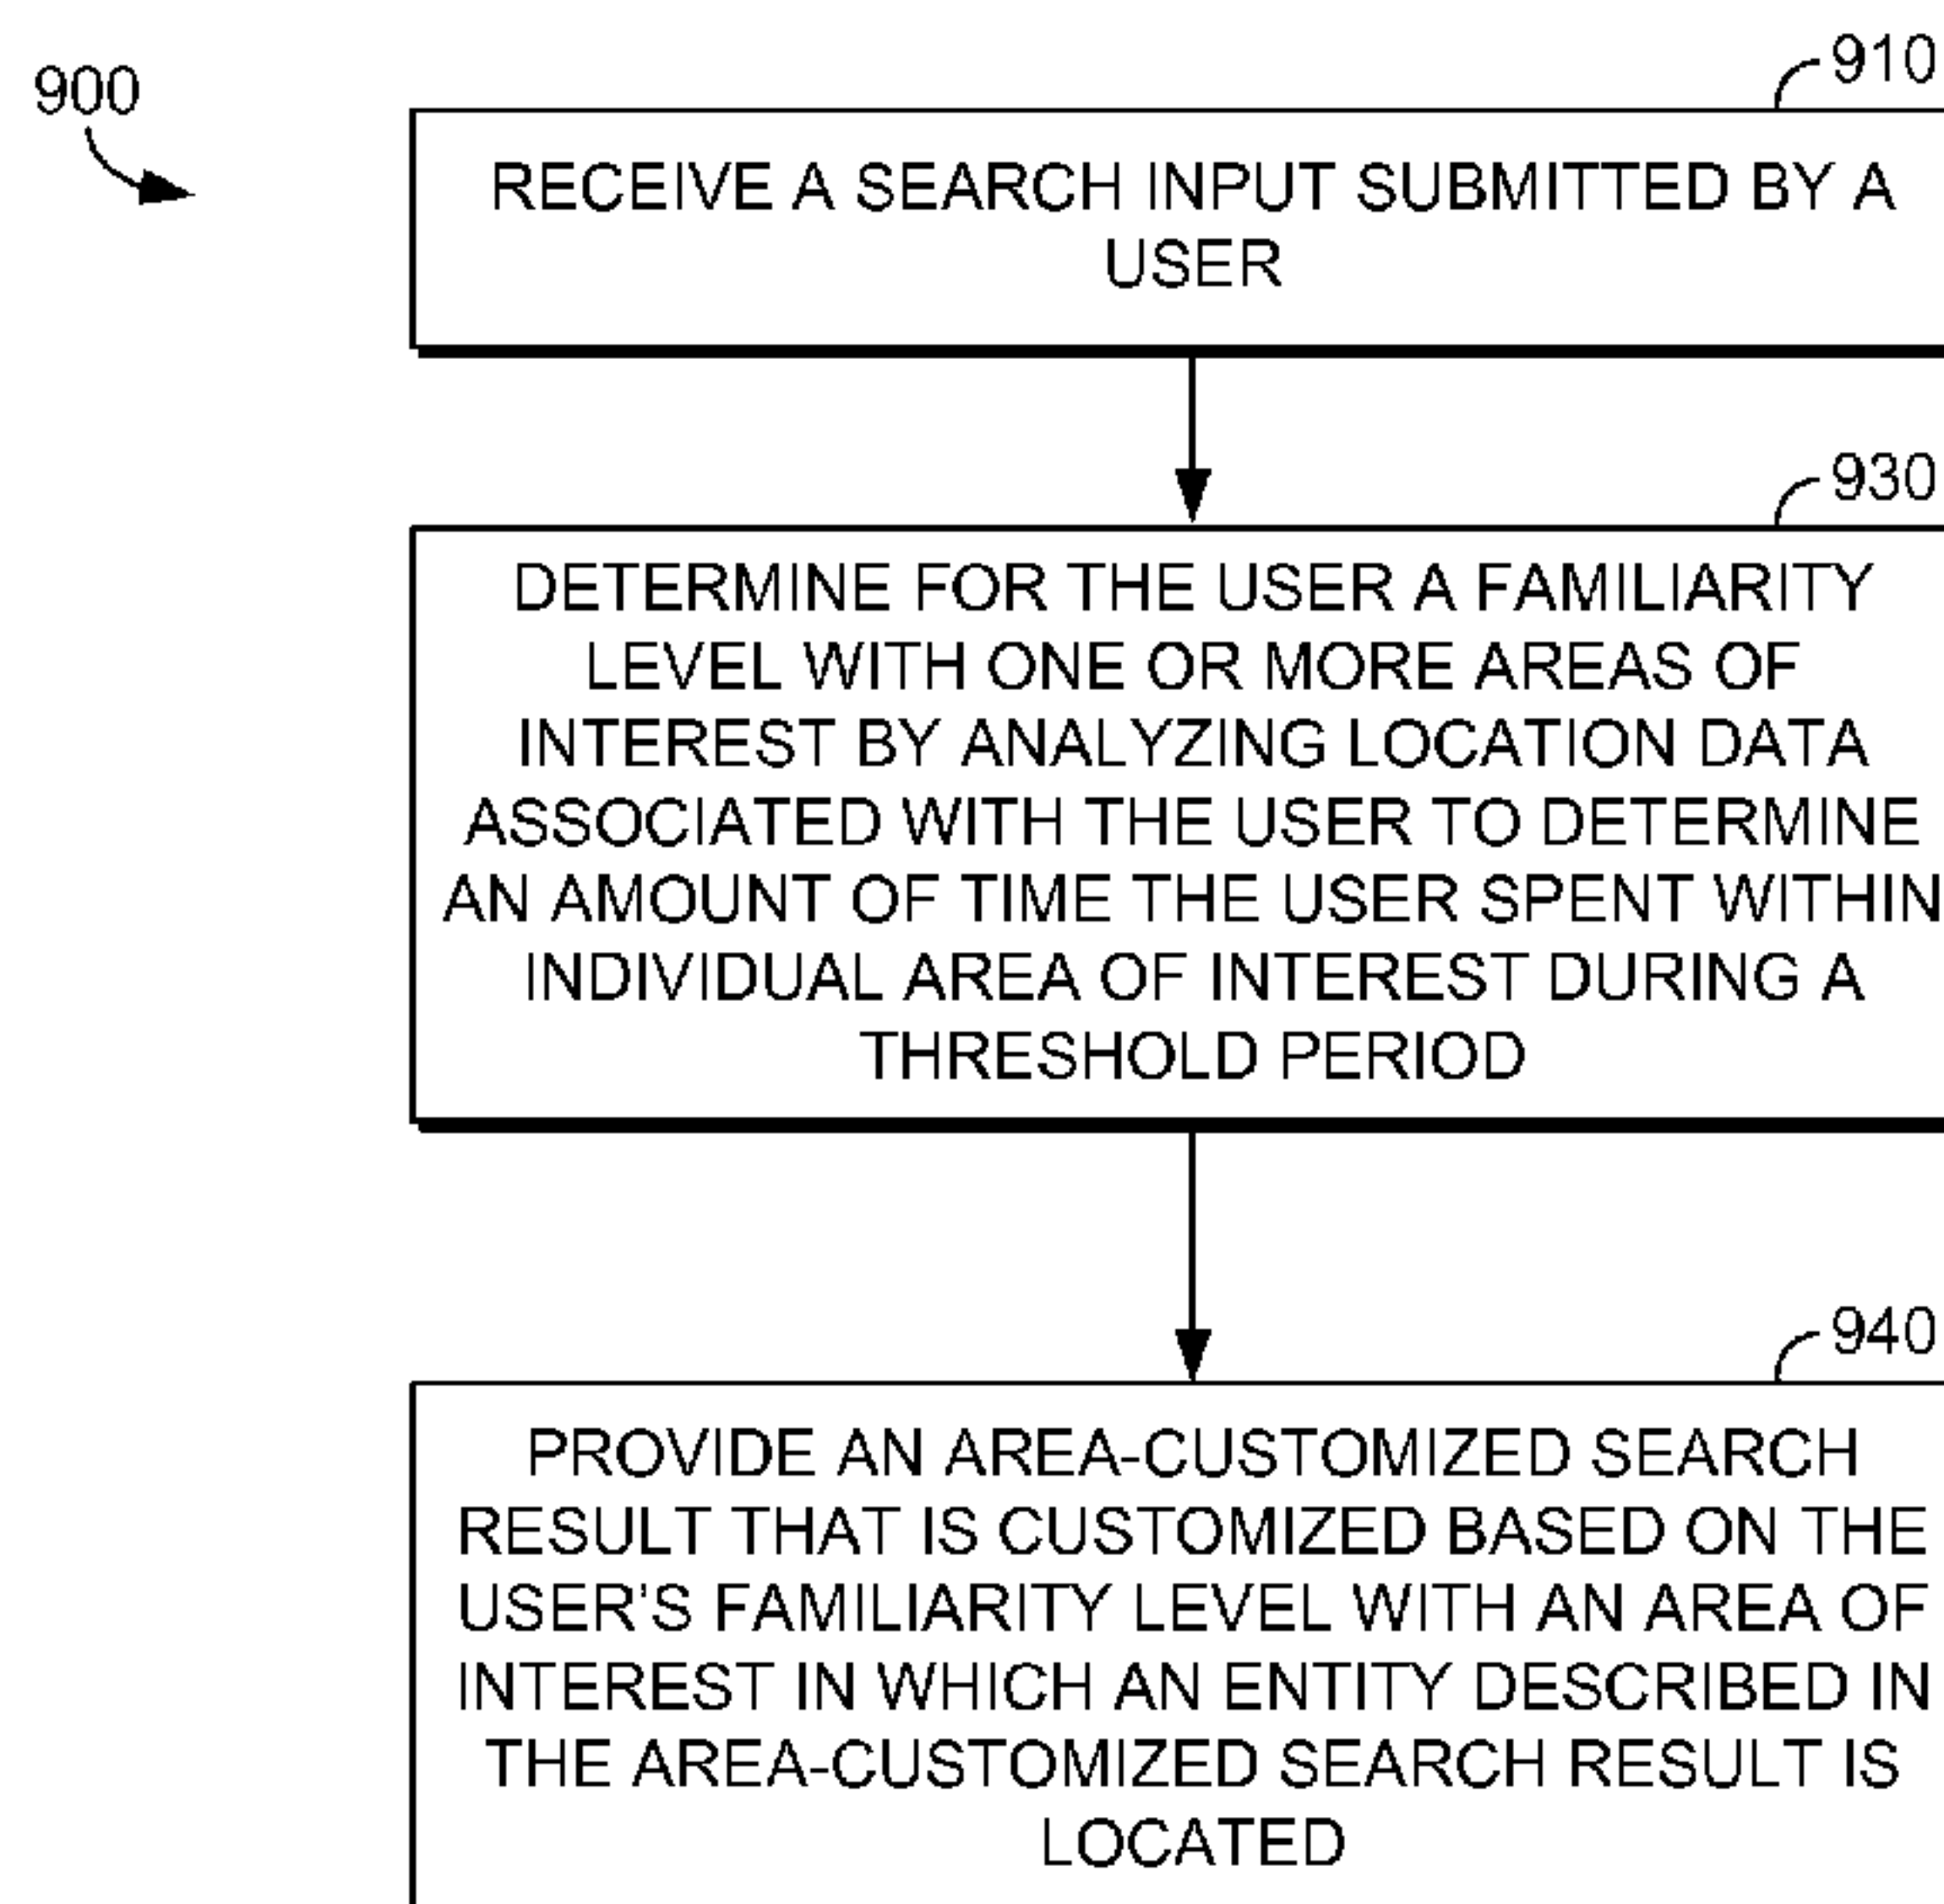 900
910
RECEIVE A SEARCH INPUT SUBMITTED BY A
USER
930
DETERMINE FOR THE USER A FAMILIARITY
LEVEL WITH ONE OR MORE AREAS OF
INTEREST BY ANALYZING LOCATION DATA
ASSOCIATED WITH THE USER TO DETERMINE
AN AMOUNT OF TIME THE USER SPENT WITHIN
INDIVIDUAL AREA OF INTEREST DURING A
THRESHOLD PERIOD
940
PROVIDE AN AREA-CUSTOMIZED SEARCH
RESULT THAT IS CUSTOMIZED BASED ON THE
USER'S FAMILIARITY LEVEL WITH AN AREA OF
INTEREST IN WHICH AN ENTITY DESCRIBED IN
THE AREA-CUSTOMIZED SEARCH RESULT IS
LOCATED